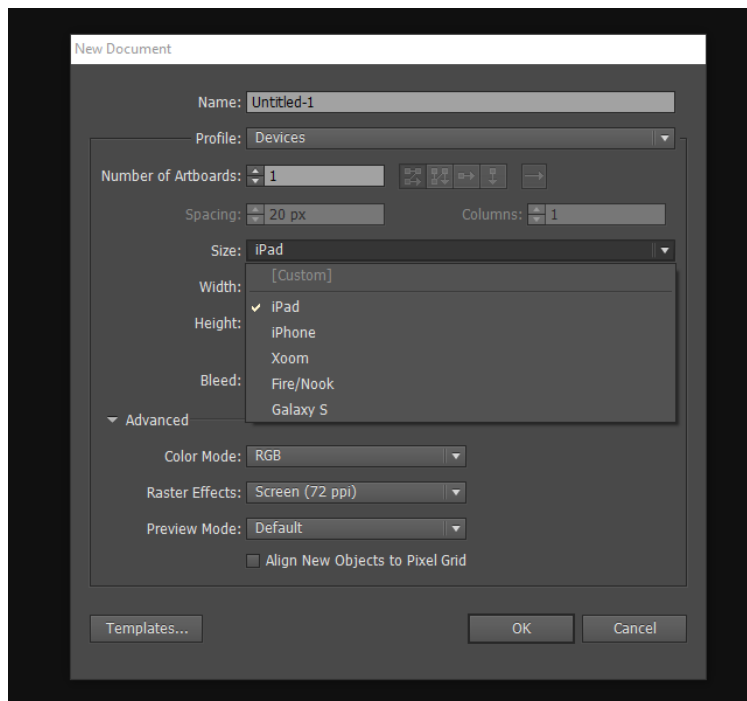 New Document
Name: Untitled-1
Profile: Devices
Number of Artboards: 1
Spacing: 20 px Columns: 1
Size: iPad
[Custom]
Width:
iPad
Height:
iPhone
Xoom
Bleed:
Fire/Nook
Galaxy S
Advanced
Color Mode: RGB
Raster Effects: Screen (72 ppi)
Preview Mode: Default
Align New Objects to Pixel Grid
Templates... OK Cancel